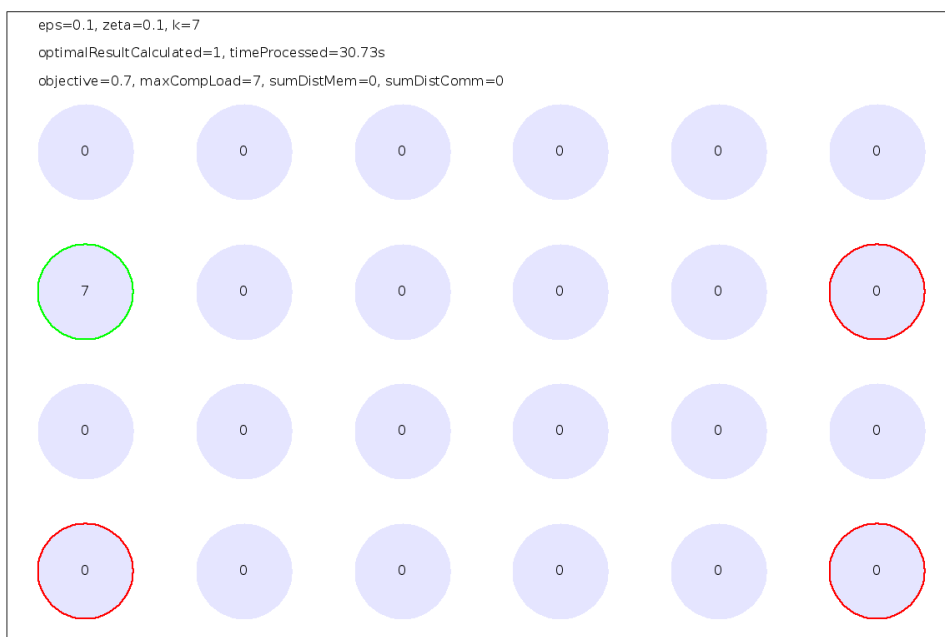 eps=0.1, zeta=0.1, k=7
optimalResultCalculated=1, timeProcessed=30.73s
objective=0.7, maxCompLoad=7, sumDistMem=0, sumDistComm=0
0 0 0 0 0 0
7 0 0 0 0 0
0 0 0 0 0 0
0 0 0 0 0 0